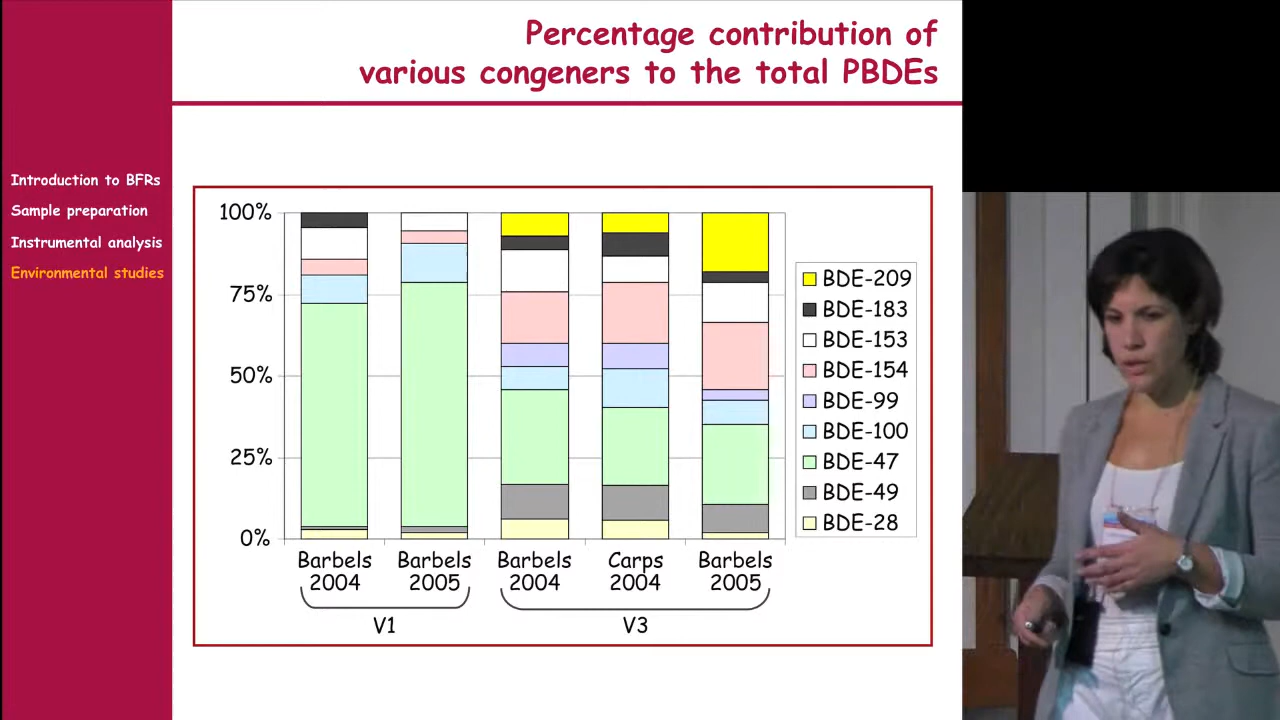 Percentage contribution of
various congeners to the total PBDEs
Introduction to BFRs
Sample preparation
Instrumental analysis
Environmental studies
100%
75%
50%
25%
0%
Barbels
2004
Barbels
2005
Barbels
2004
Carps
2004
Barbels
2005
V1
V3
BDE-209
BDE-183
BDE-153
BDE-154
BDE-99
BDE-100
BDE-47
BDE-49
BDE-28